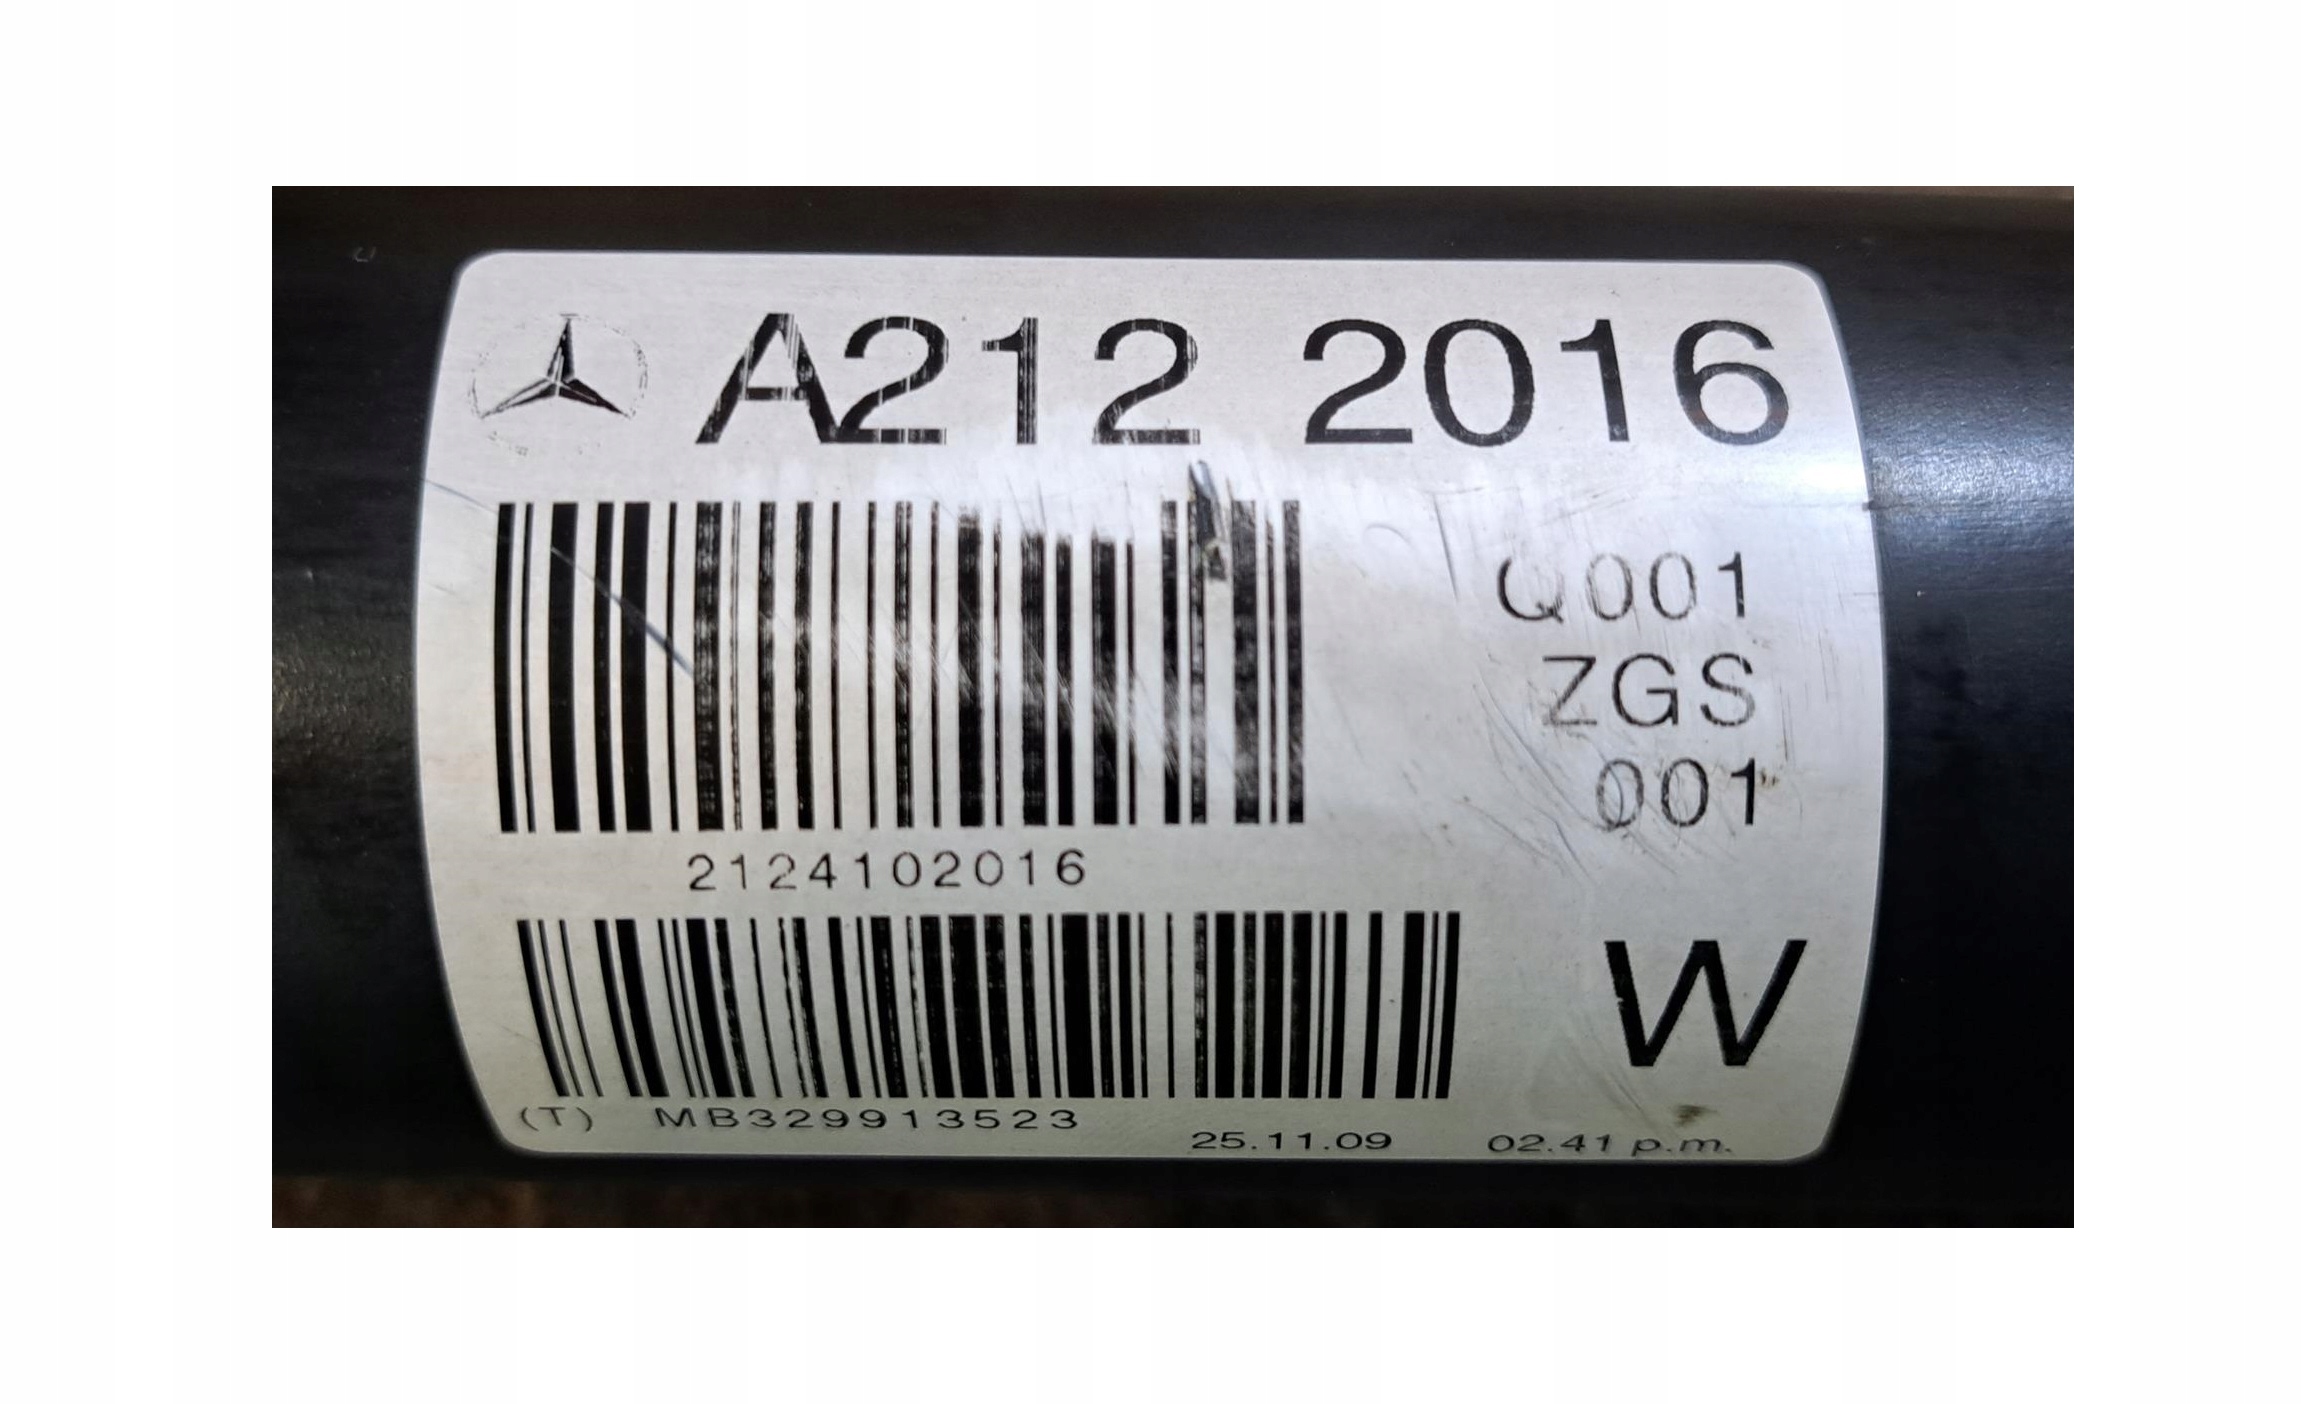 A212 2016
Q001
ZGS
001
2124102016
W
(T) MB329913523
25.11.09 02.41 p.m.